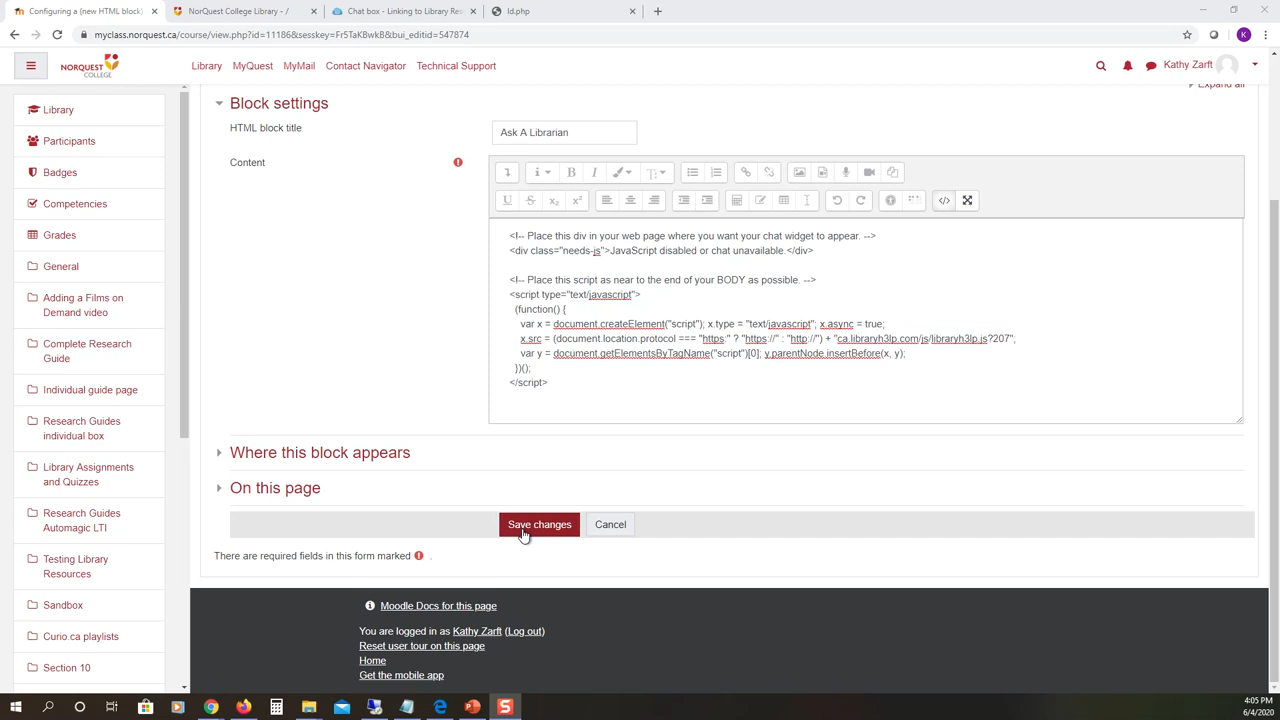 Configuring a (new HTML block)
NorQuest College Library - /
Chat box - Linking to Library Res
ld.php
myclass.norquest.ca/course/view.php?id=11186&sesskey=Fr5TaKBwkB&bui_editid=547874
K
NORQUEST
COLLEGE
Library
MyQuest
MyMail
Contact Navigator
Technical Support
Kathy Zarft
Expand all
Library
Participants
Badges
Competencies
Grades
General
Adding a Films on
Demand video
Complete Research
Guide
Individual guide page
Research Guides
individual box
Library Assignments
and Quizzes
Research Guides
Automagic LTI
Testing Library
Resources
Sandbox
Curio.ca playlists
Section 10
Block settings
HTML block title
Ask A Librarian
Content
<!-- Place this div in your web page where you want your chat widget to appear. -->
<div class="needs-js">JavaScript disabled or chat unavailable.</div>
<!-- Place this script as near to the end of your BODY as possible. -->
<script type="text/javascript">
(function() {
var x = document.createElement("script"); x.type = "text/javascript"; x.async = true;
x.src = (document.location.protocol === "https:" ? "https://" : "http://") + "ca.libraryh3lp.com/js/libraryh3lp.js?207";
var y = document.getElementsByTagName("script")[0]; y.parentNode.insertBefore(x, y);
})();
</script>
Where this block appears
On this page
Save changes
Cancel
There are required fields in this form marked .
Moodle Docs for this page
You are logged in as Kathy Zarft (Log out)
Reset user tour on this page
Home
Get the mobile app
4:05 PM
6/4/2020